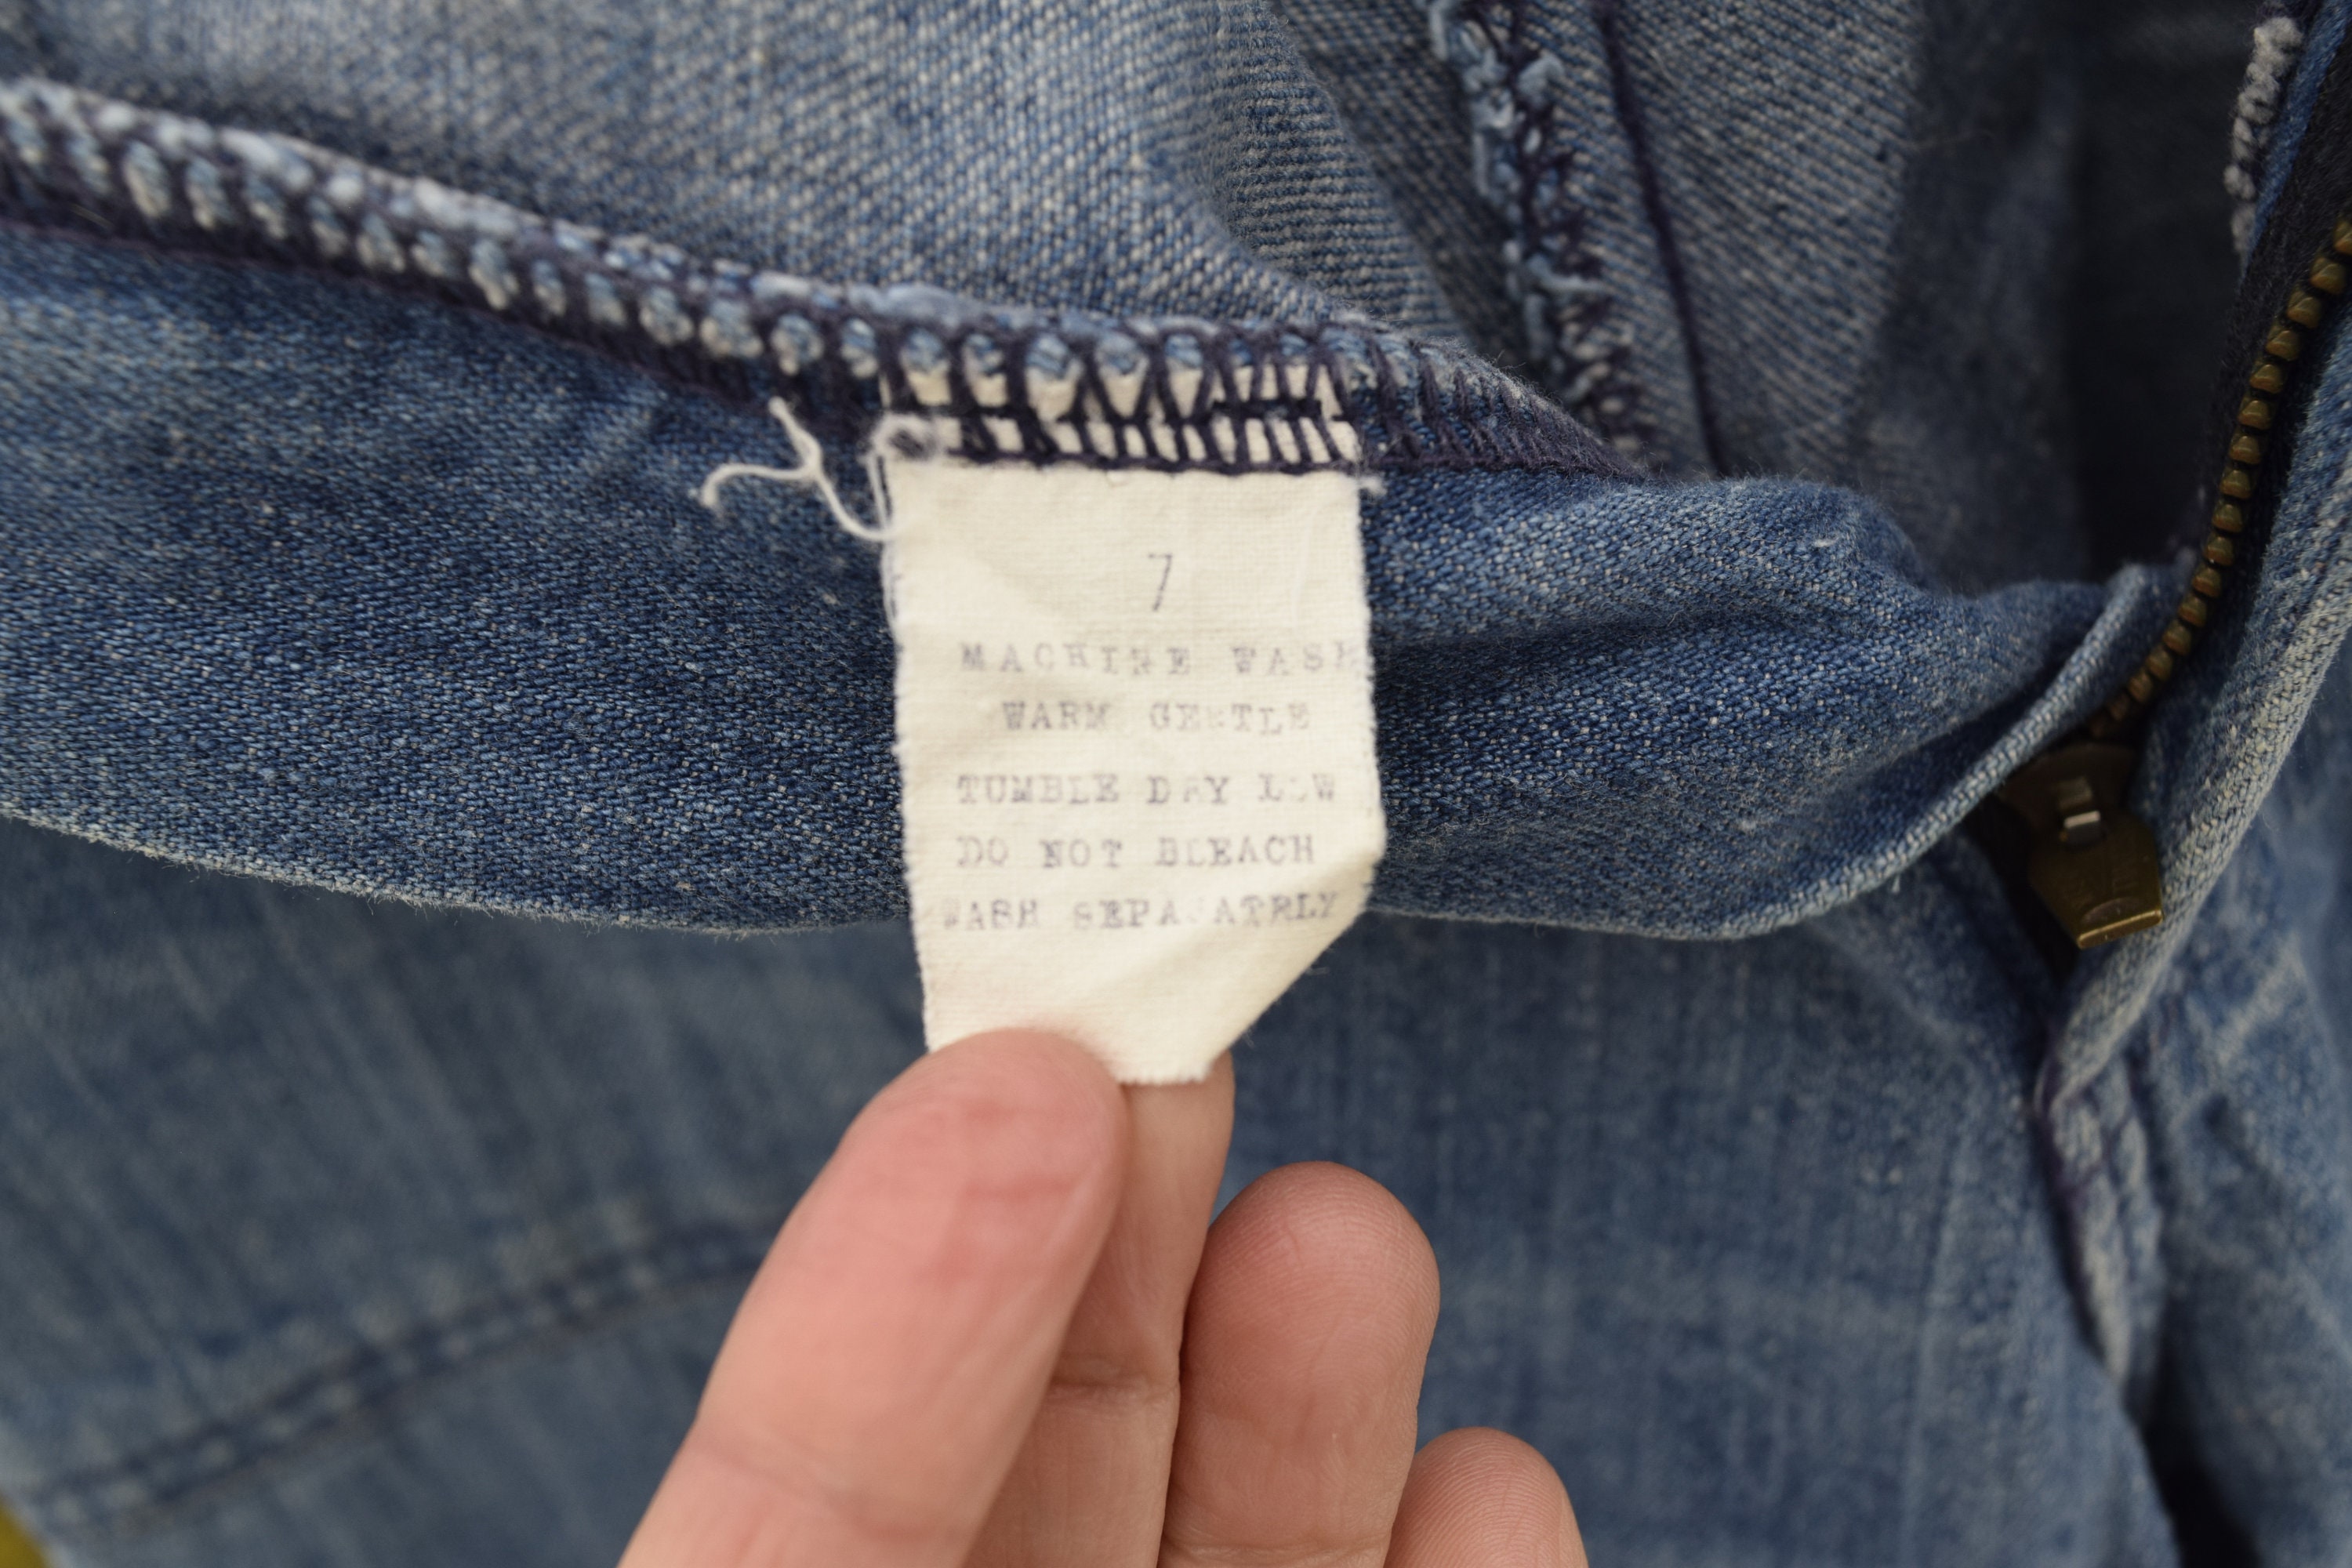 7
MACHINE WASH
WARM GENTLE
TUMBLE DRY LOW
DO NOT BLEACH
WASH SEPARATELY